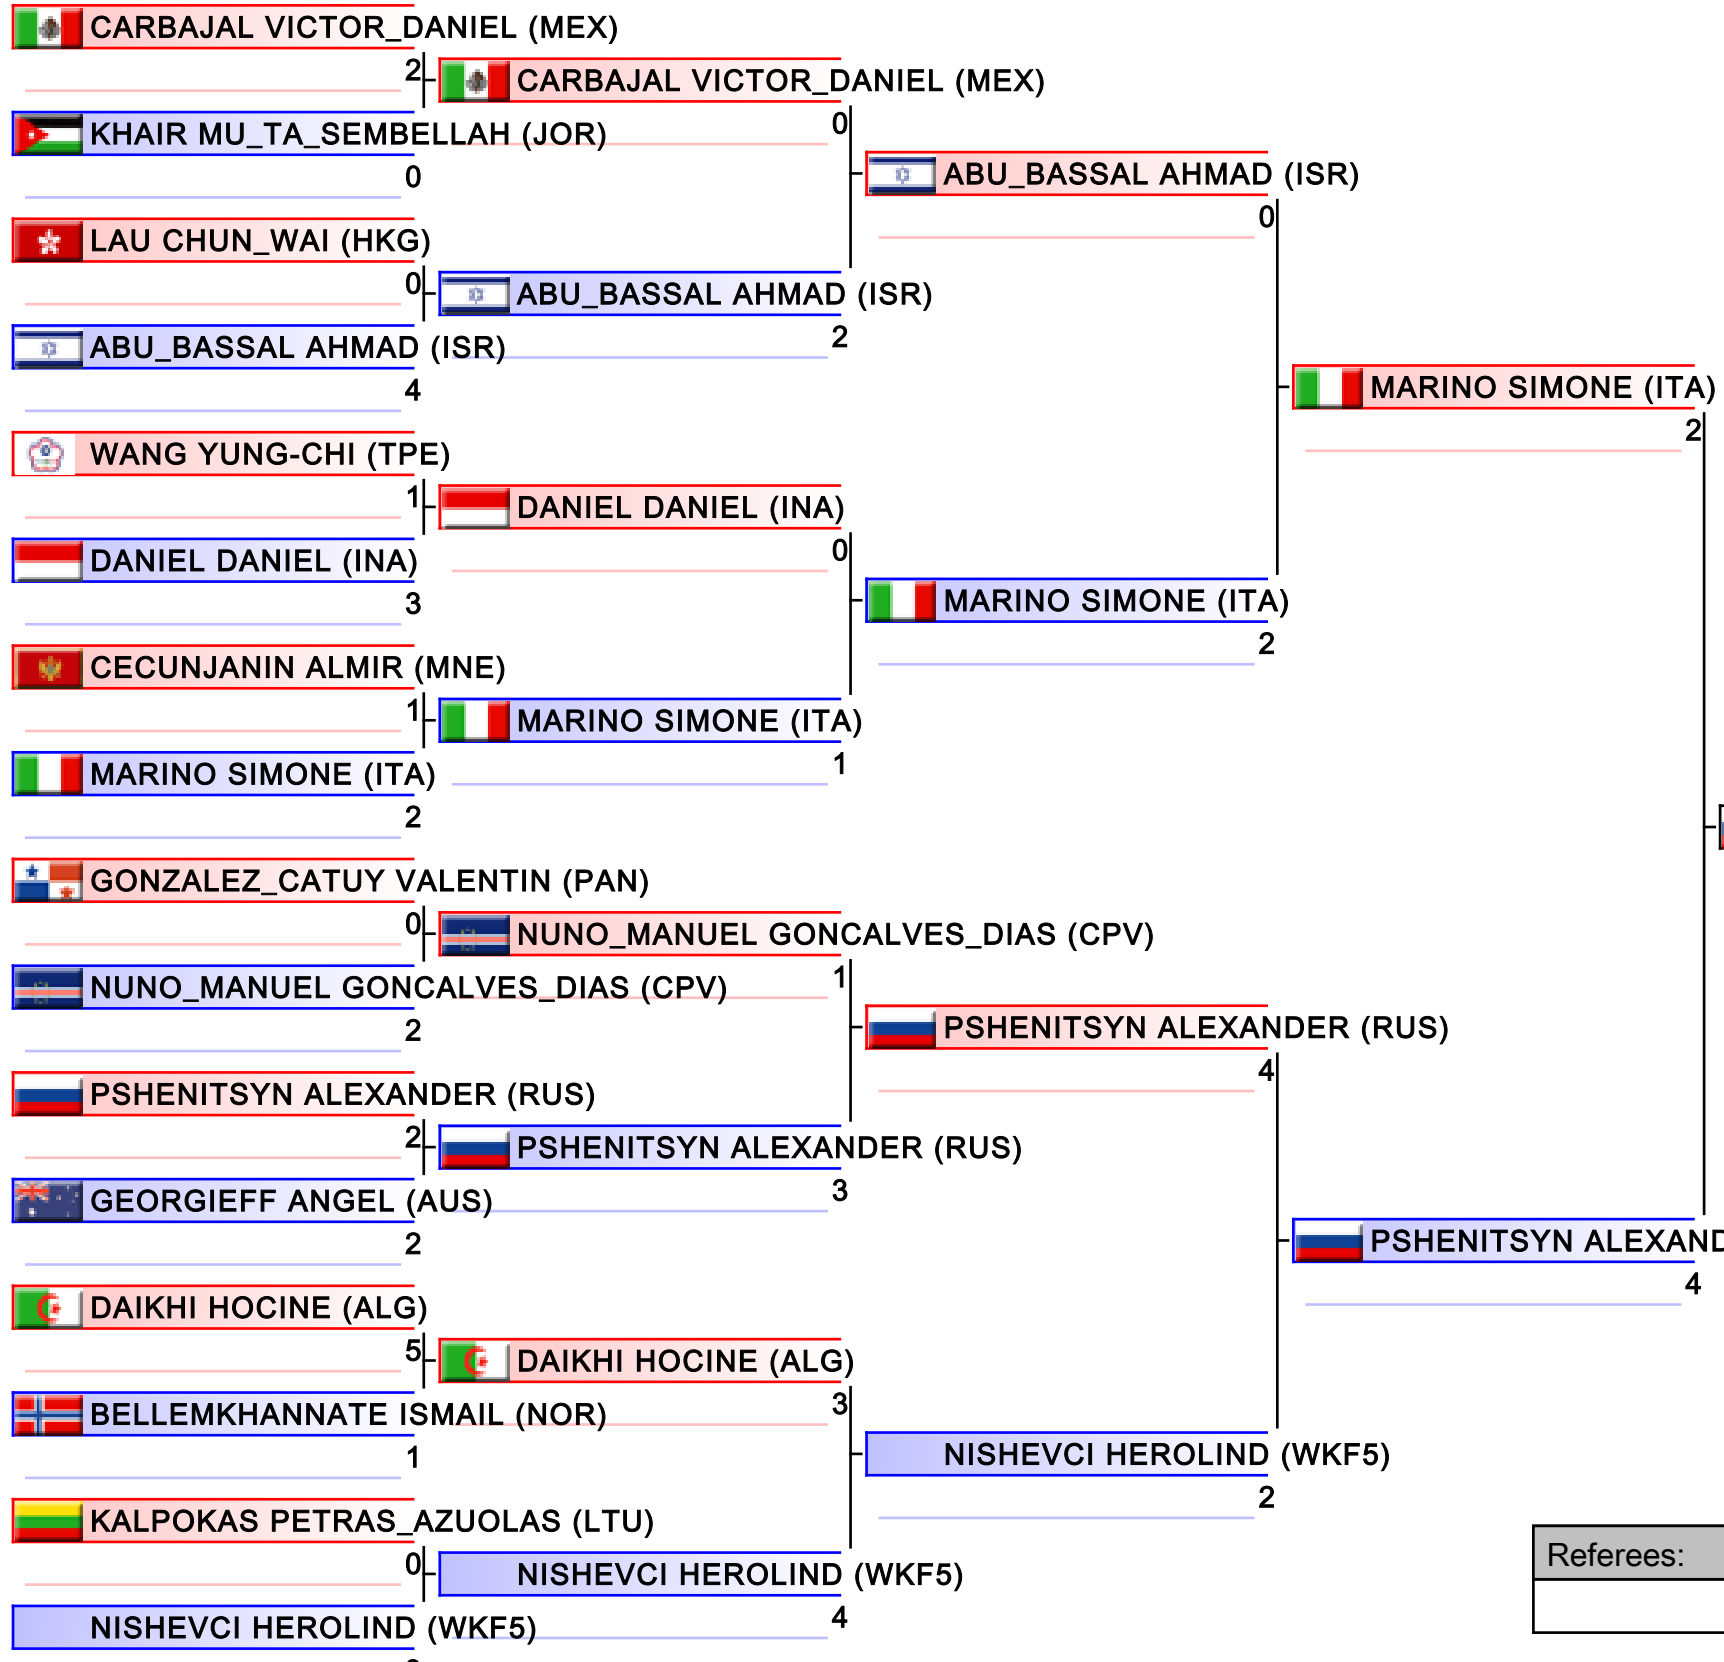 CARBAJAL VICTOR_DANIEL (MEX)
2
KHAIR MU_TA_SEMBELLAH (JOR)
0
LAU CHUN_WAI (HKG)
0
ABU_BASSAL AHMAD (ISR)
4
WANG YUNG-CHI (TPE)
1
DANIEL DANIEL (INA)
3
CECUNJANIN ALMIR (MNE)
1
MARINO SIMONE (ITA)
2
GONZALEZ_CATUY VALENTIN (PAN)
0
NUNO_MANUEL GONCALVES_DIAS (CPV)
2
PSHENITSYN ALEXANDER (RUS)
2
GEORGIEFF ANGEL (AUS)
2
DAIKHI HOCINE (ALG)
5
BELLEMKHANNATE ISMAIL (NOR)
1
KALPOKAS PETRAS_AZUOLAS (LTU)
0
NISHEVCI HEROLIND (WKF5)
CARBAJAL VICTOR_DANIEL (MEX)
0
ABU_BASSAL AHMAD (ISR)
2
DANIEL DANIEL (INA)
0
MARINO SIMONE (ITA)
1
NUNO_MANUEL GONCALVES_DIAS (CPV)
1
PSHENITSYN ALEXANDER (RUS)
3
DAIKHI HOCINE (ALG)
3
NISHEVCI HEROLIND (WKF5)
4
ABU_BASSAL AHMAD (ISR)
0
MARINO SIMONE (ITA)
2
PSHENITSYN ALEXANDER (RUS)
4
NISHEVCI HEROLIND (WKF5)
2
MARINO SIMONE (ITA)
2
PSHENITSYN ALEXAND
4
Referees: